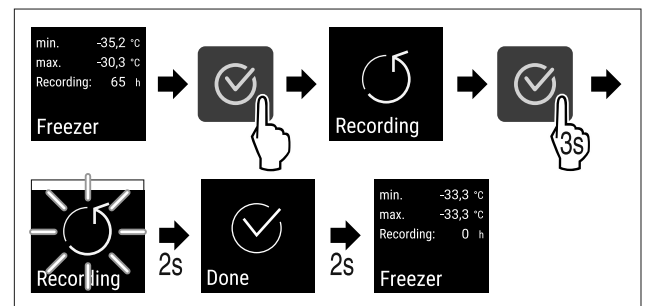 min. -35,2 °C
max. -30,3 °C
Recording: 65 h
Freezer
Recording
3s
Recording
2s
Done
2s
min. -33,3 °C
max. -33,3 °C
Recording: 0 h
Freezer